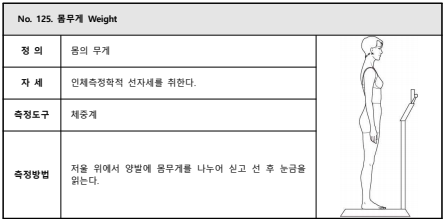 No. 125. 몸무게 Weight
정 의
몸의 무게
자 세
인체측정학적 선자세를 취한다.
측정도구
체중계
측정방법
저울 위에서 양발에 몸무게를 나누어 싣고 선 후 눈금을
읽는다.